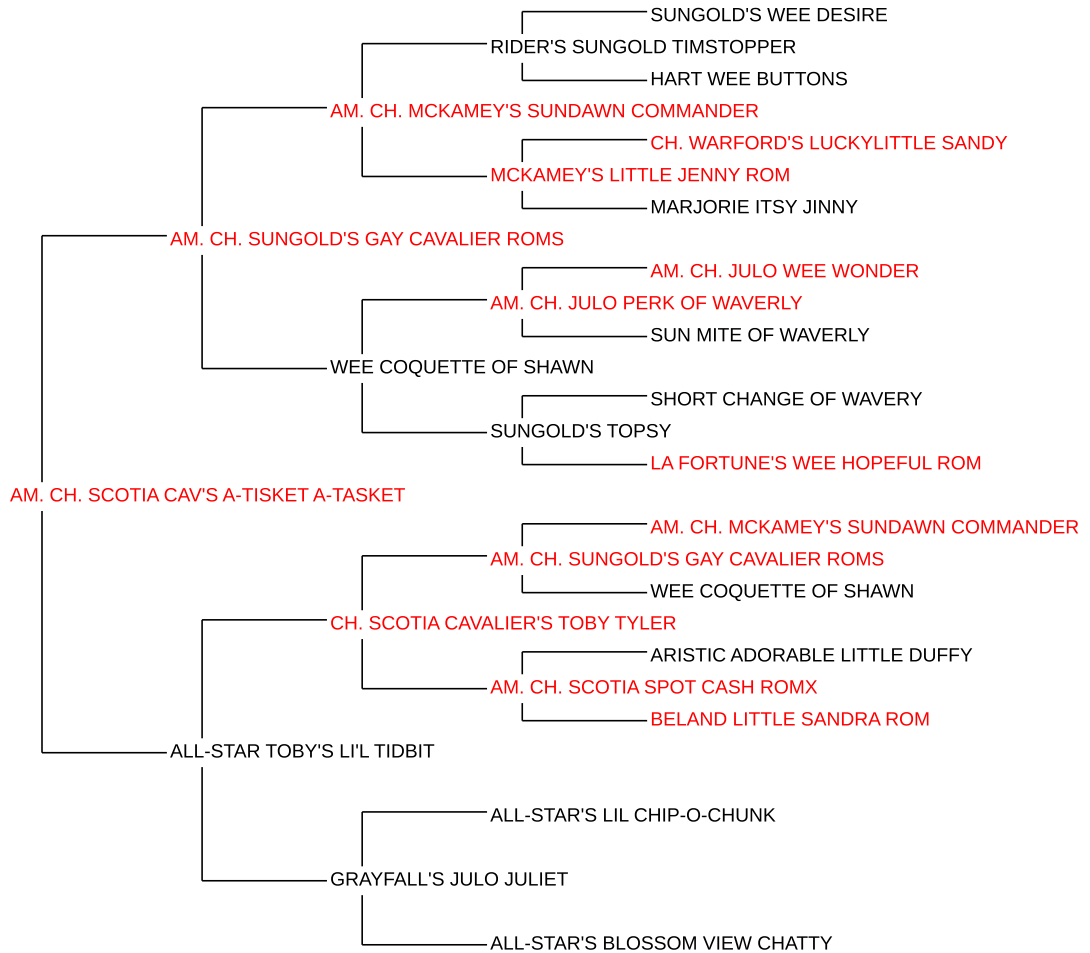 SUNGOLD'S WEE DESIRE
RIDER'S SUNGOLD TIMSTOPPER
HART WEE BUTTONS
AM. CH. MCKAMEY'S SUNDAWN COMMANDER
CH. WARFORD'S LUCKYLITTLE SANDY
MCKAMEY'S LITTLE JENNY ROM
MARJORIE ITSY JINNY
AM. CH. SUNGOLD'S GAY CAVALIER ROMS
AM. CH. JULO WEE WONDER
AM. CH. JULO PERK OF WAVERLY
SUN MITE OF WAVERLY
WEE COQUETTE OF SHAWN
SHORT CHANGE OF WAVERY
SUNGOLD'S TOPSY
LA FORTUNE'S WEE HOPEFUL ROM
AM. CH. SCOTIA CAV'S A-TISKET A-TASKET
AM. CH. MCKAMEY'S SUNDAWN COMMANDER
AM. CH. SUNGOLD'S GAY CAVALIER ROMS
WEE COQUETTE OF SHAWN
CH. SCOTIA CAVALIER'S TOBY TYLER
ARISTIC ADORABLE LITTLE DUFFY
AM. CH. SCOTIA SPOT CASH ROMX
BELAND LITTLE SANDRA ROM
ALL-STAR TOBY'S LI'L TIDBIT
ALL-STAR'S LIL CHIP-O-CHUNK
GRAYFALL'S JULO JULIET
ALL-STAR'S BLOSSOM VIEW CHATTY